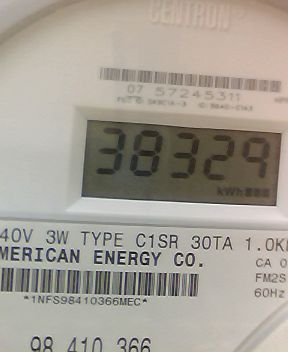 CENTRON
07 57245311
38329
kWh
40V 3W TYPE C1SR 30TA 1.0K
MERICAN ENERGY CO.
CA 0
FM2S
*1NFS98410366MEC*
60Hz
98 410 366